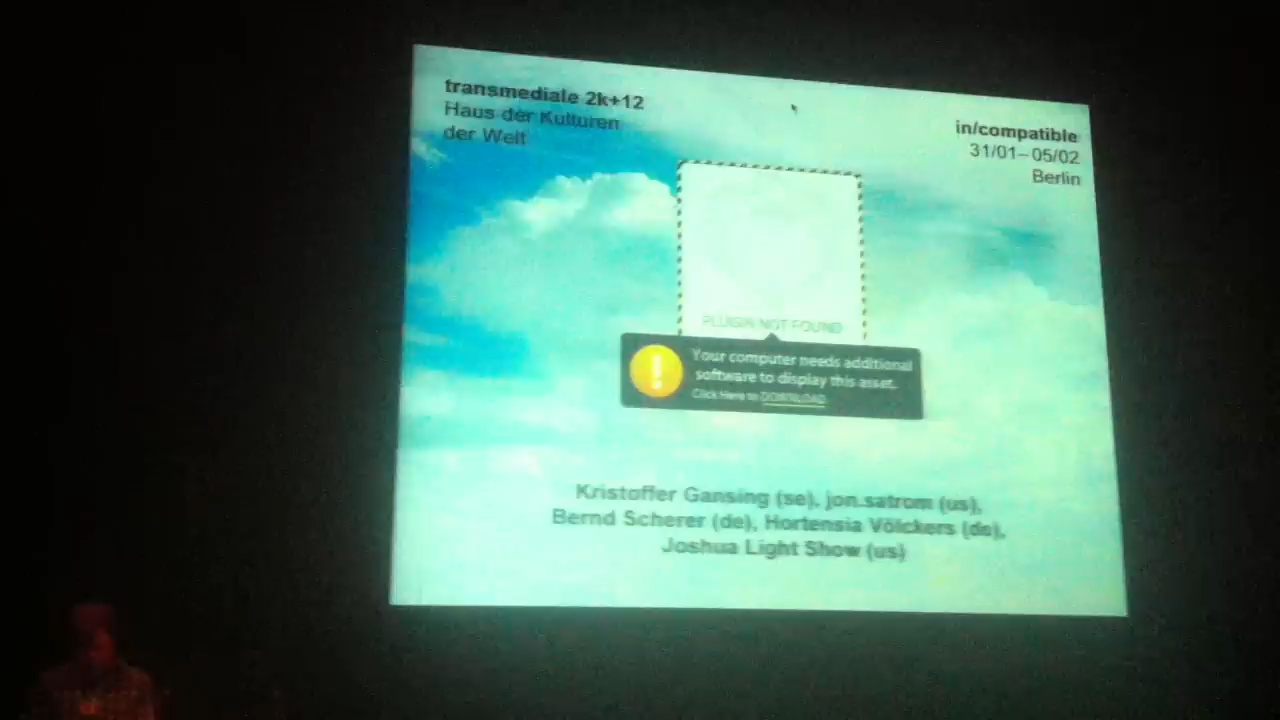 transmediale 2k+12
Haus der Kulturen
der Welt
in/compatible
31/01–05/02
Berlin
PLUGIN NOT FOUND
Your computer needs additional
software to display this asset.
Click Here to DOWNLOAD
Kristoffer Gansing (se), jon.satrom (us),
Bernd Scherer (de), Hortensia Völckers (de),
Joshua Light Show (us)